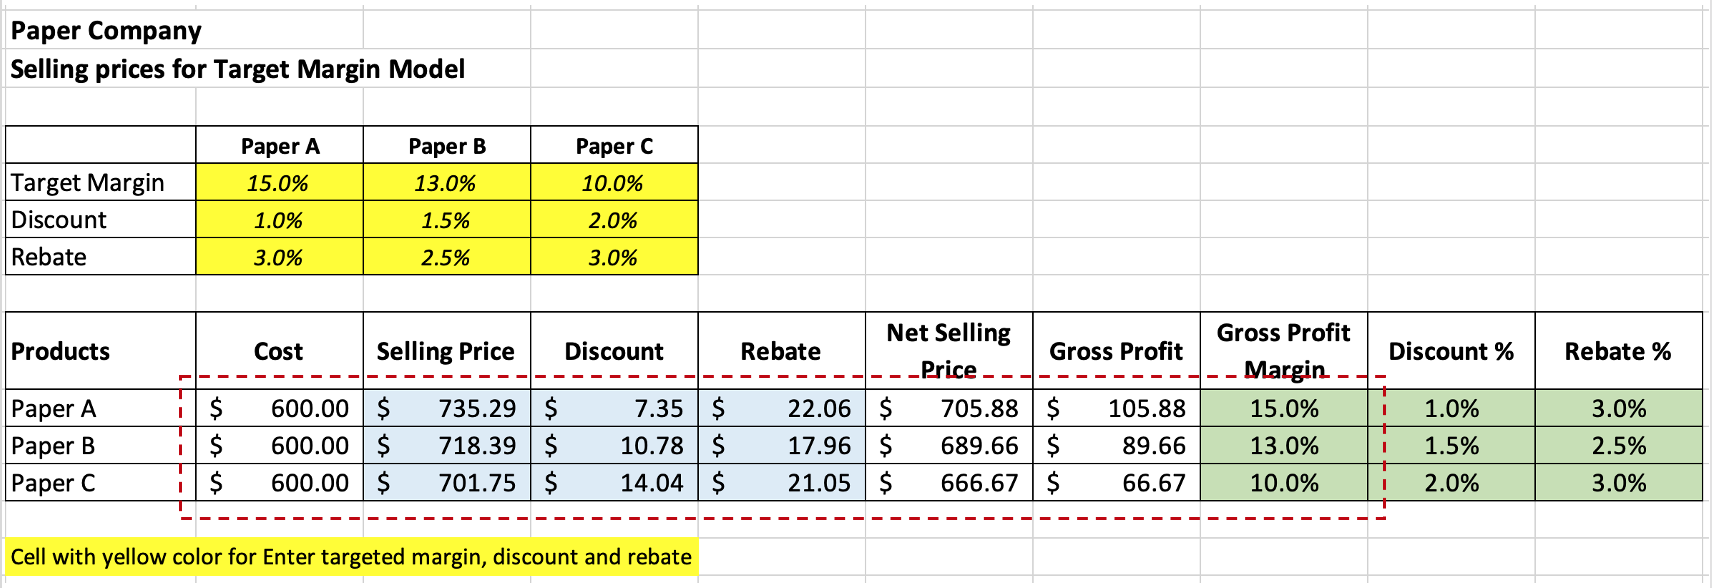 Paper Company
Selling prices for Target Margin Model
Paper A Paper B Paper C
Target Margin 15.0% 13.0% 10.0%
Discount 1.0% 1.5% 2.0%
Rebate 3.0% 2.5% 3.0%
Products Cost Selling Price Discount Rebate Net Selling Price Gross Profit Gross Profit Margin Discount % Rebate %
Paper A $ 600.00 $ 735.29 $ 7.35 $ 22.06 $ 705.88 $ 105.88 15.0% 1.0% 3.0%
Paper B $ 600.00 $ 718.39 $ 10.78 $ 17.96 $ 689.66 $ 89.66 13.0% 1.5% 2.5%
Paper C $ 600.00 $ 701.75 $ 14.04 $ 21.05 $ 666.67 $ 66.67 10.0% 2.0% 3.0%
Cell with yellow color for Enter targeted margin, discount and rebate